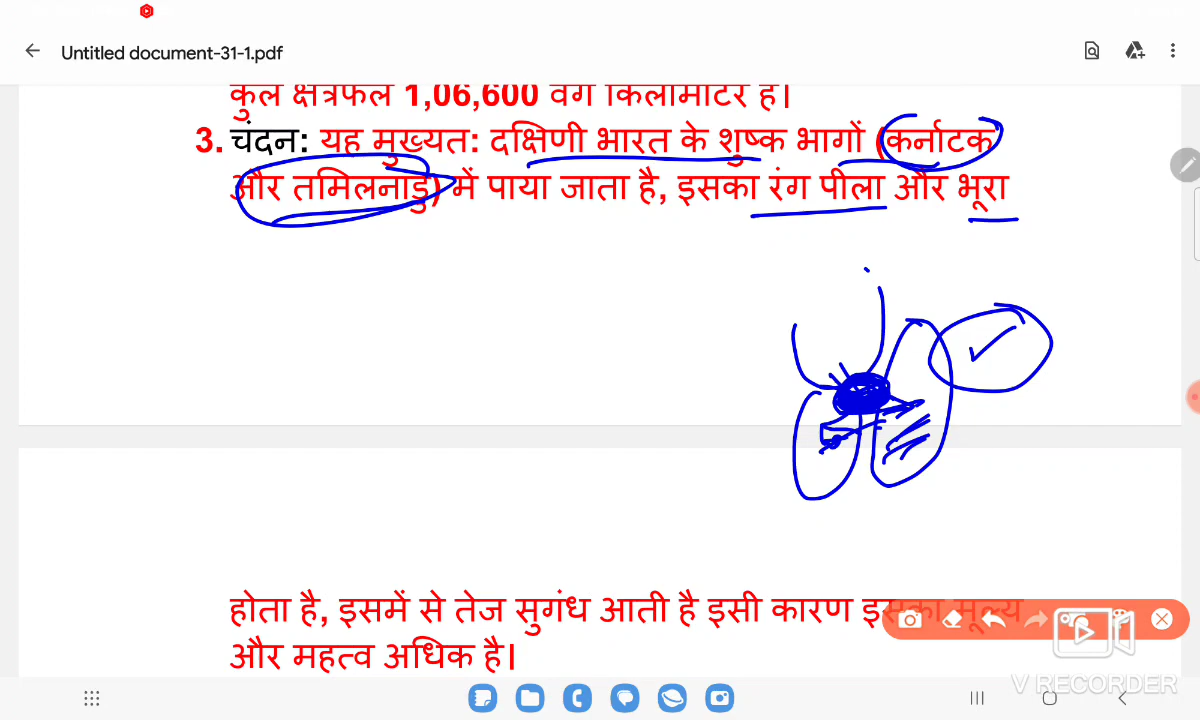 Untitled document-31-1.pdf
कुल क्षेत्रफल 1,06,600 वर्ग किलोमीटर है।
3. चंदन: यह मुख्यत: दक्षिणी भारत के शुष्क भागों (कर्नाटक
और तमिलनाडु) में पाया जाता है, इसका रंग पीला और भूरा
होता है, इसमें से तेज सुगंध आती है इसी कारण इसका मूल्य
और महत्व अधिक है।
V RECORDER